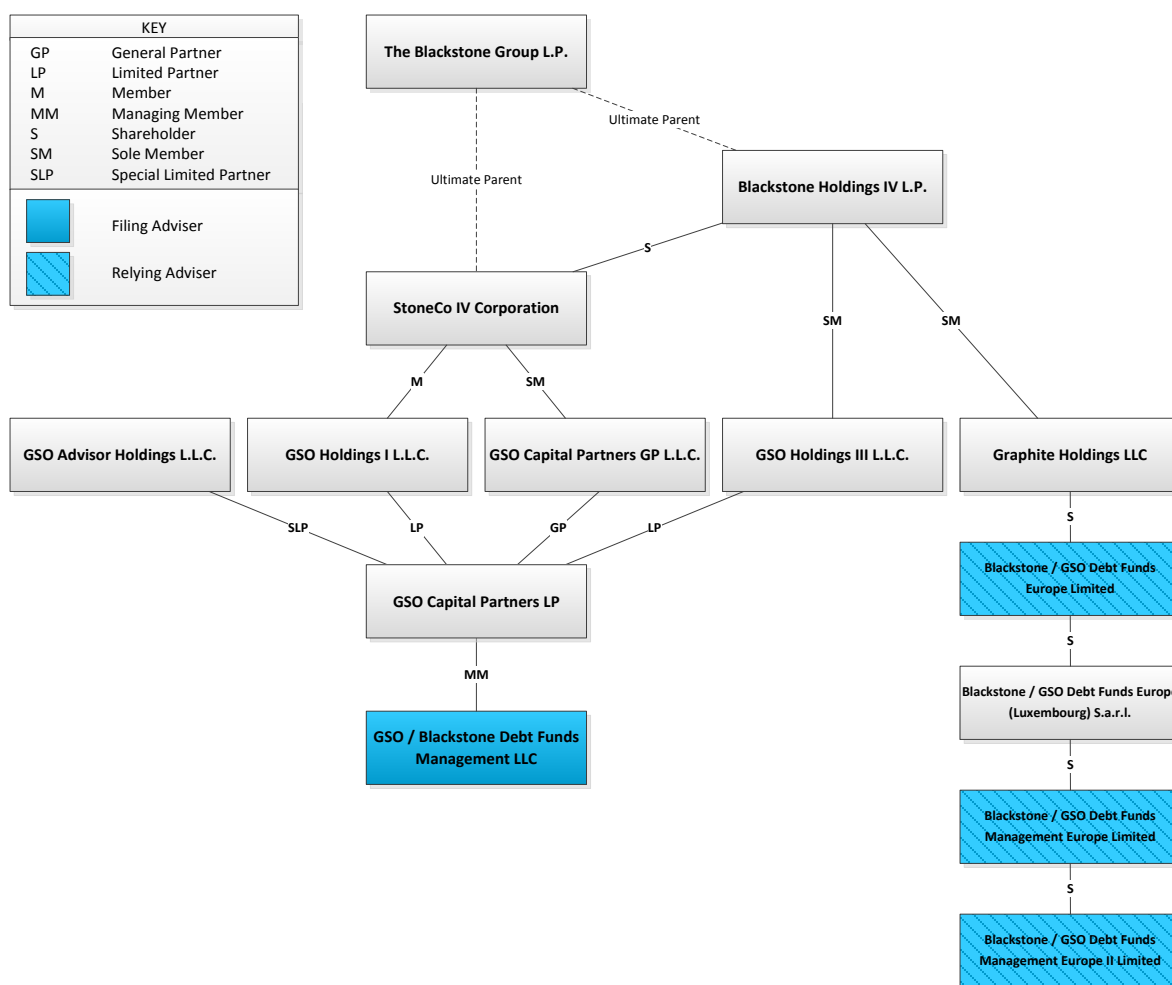 KEY
GP General Partner
LP Limited Partner
M Member
MM Managing Member
S Shareholder
SM Sole Member
SLP Special Limited Partner
Filing Adviser
Relying Adviser
The Blackstone Group L.P.
Ultimate Parent
Ultimate Parent
Blackstone Holdings IV L.P.
S
StoneCo IV Corporation
SM
SM
M
SM
GSO Advisor Holdings L.L.C.
GSO Holdings I L.L.C.
GSO Capital Partners GP L.L.C.
GSO Holdings III L.L.C.
Graphite Holdings LLC
SLP
LP
GP
LP
S
Blackstone / GSO Debt Funds
Europe Limited
GSO Capital Partners LP
S
MM
Blackstone / GSO Debt Funds Europe
(Luxembourg) S.a.r.l.
GSO / Blackstone Debt Funds
Management LLC
S
Blackstone / GSO Debt Funds
Management Europe Limited
S
Blackstone / GSO Debt Funds
Management Europe II Limited